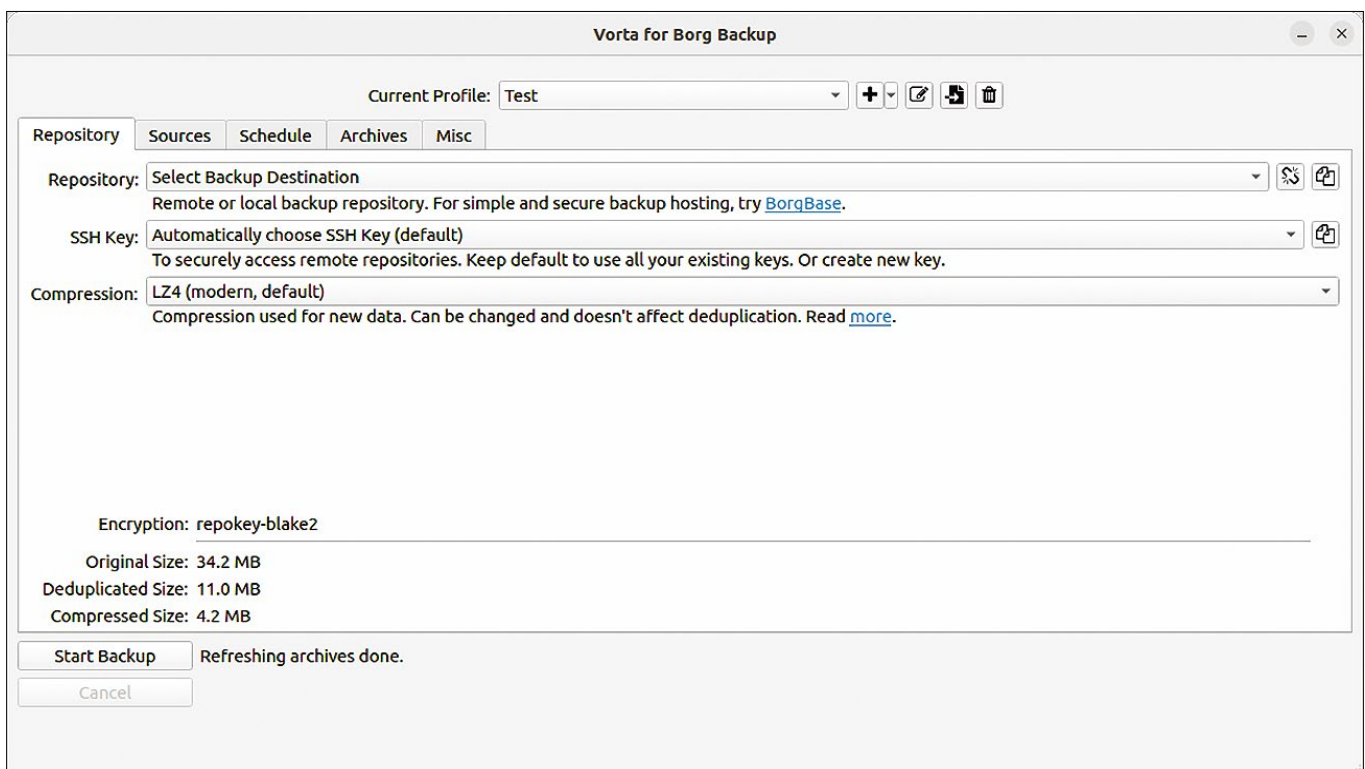 Vorta for Borg Backup
Current Profile: Test
Repository Sources Schedule Archives Misc
Repository: Select Backup Destination
Remote or local backup repository. For simple and secure backup hosting, try BorgBase.
SSH Key: Automatically choose SSH Key (default)
To securely access remote repositories. Keep default to use all your existing keys. Or create new key.
Compression: LZ4 (modern, default)
Compression used for new data. Can be changed and doesn't affect deduplication. Read more.
Encryption: repokey-blake2
Original Size: 34.2 MB
Deduplicated Size: 11.0 MB
Compressed Size: 4.2 MB
Start Backup Refreshing archives done.
Cancel